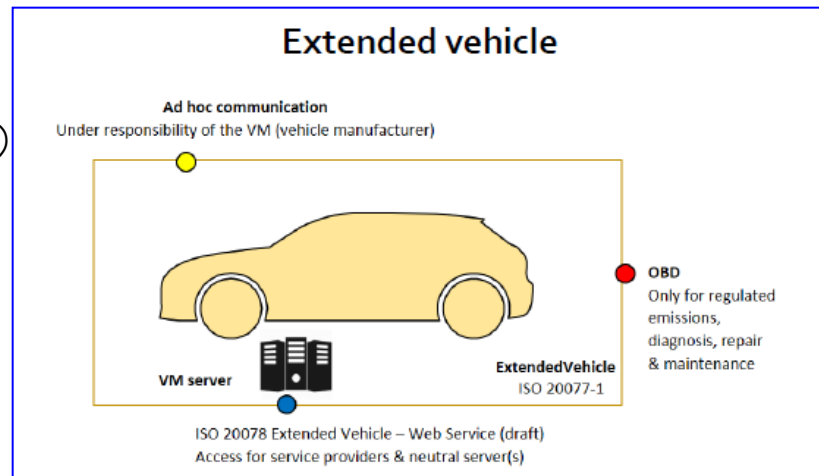 Extended vehicle
Ad hoc communication
Under responsibility of the VM (vehicle manufacturer)
OBD
Only for regulated
emissions,
diagnosis, repair
& maintenance
VM server
ExtendedVehicle
ISO 20077-1
ISO 20078 Extended Vehicle – Web Service (draft)
Access for service providers & neutral server(s)